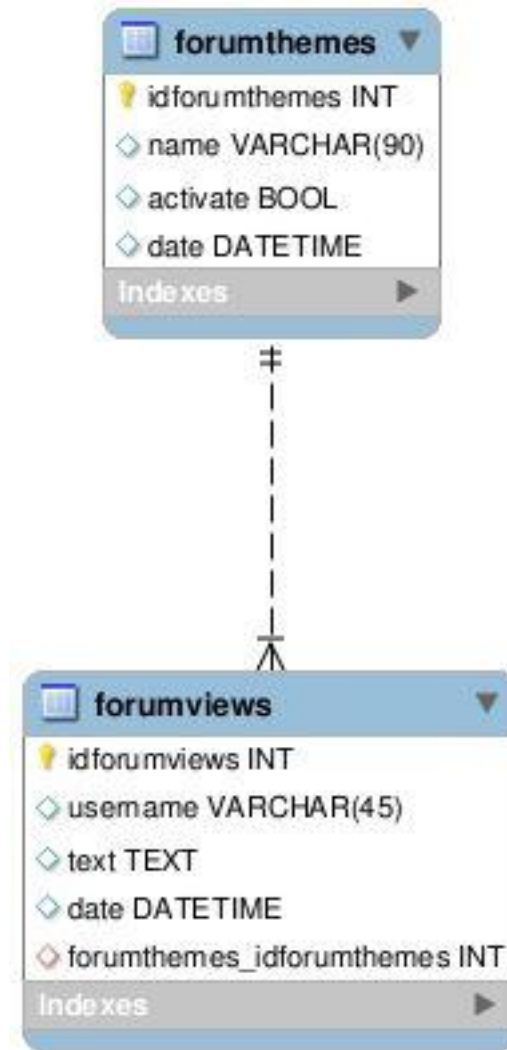 forumthemes
idforumthemes INT
name VARCHAR(90)
activate BOOL
date DATETIME
Indexes
forumviews
idforumviews INT
username VARCHAR(45)
text TEXT
date DATETIME
forumthemes_idforumthemes INT
Indexes